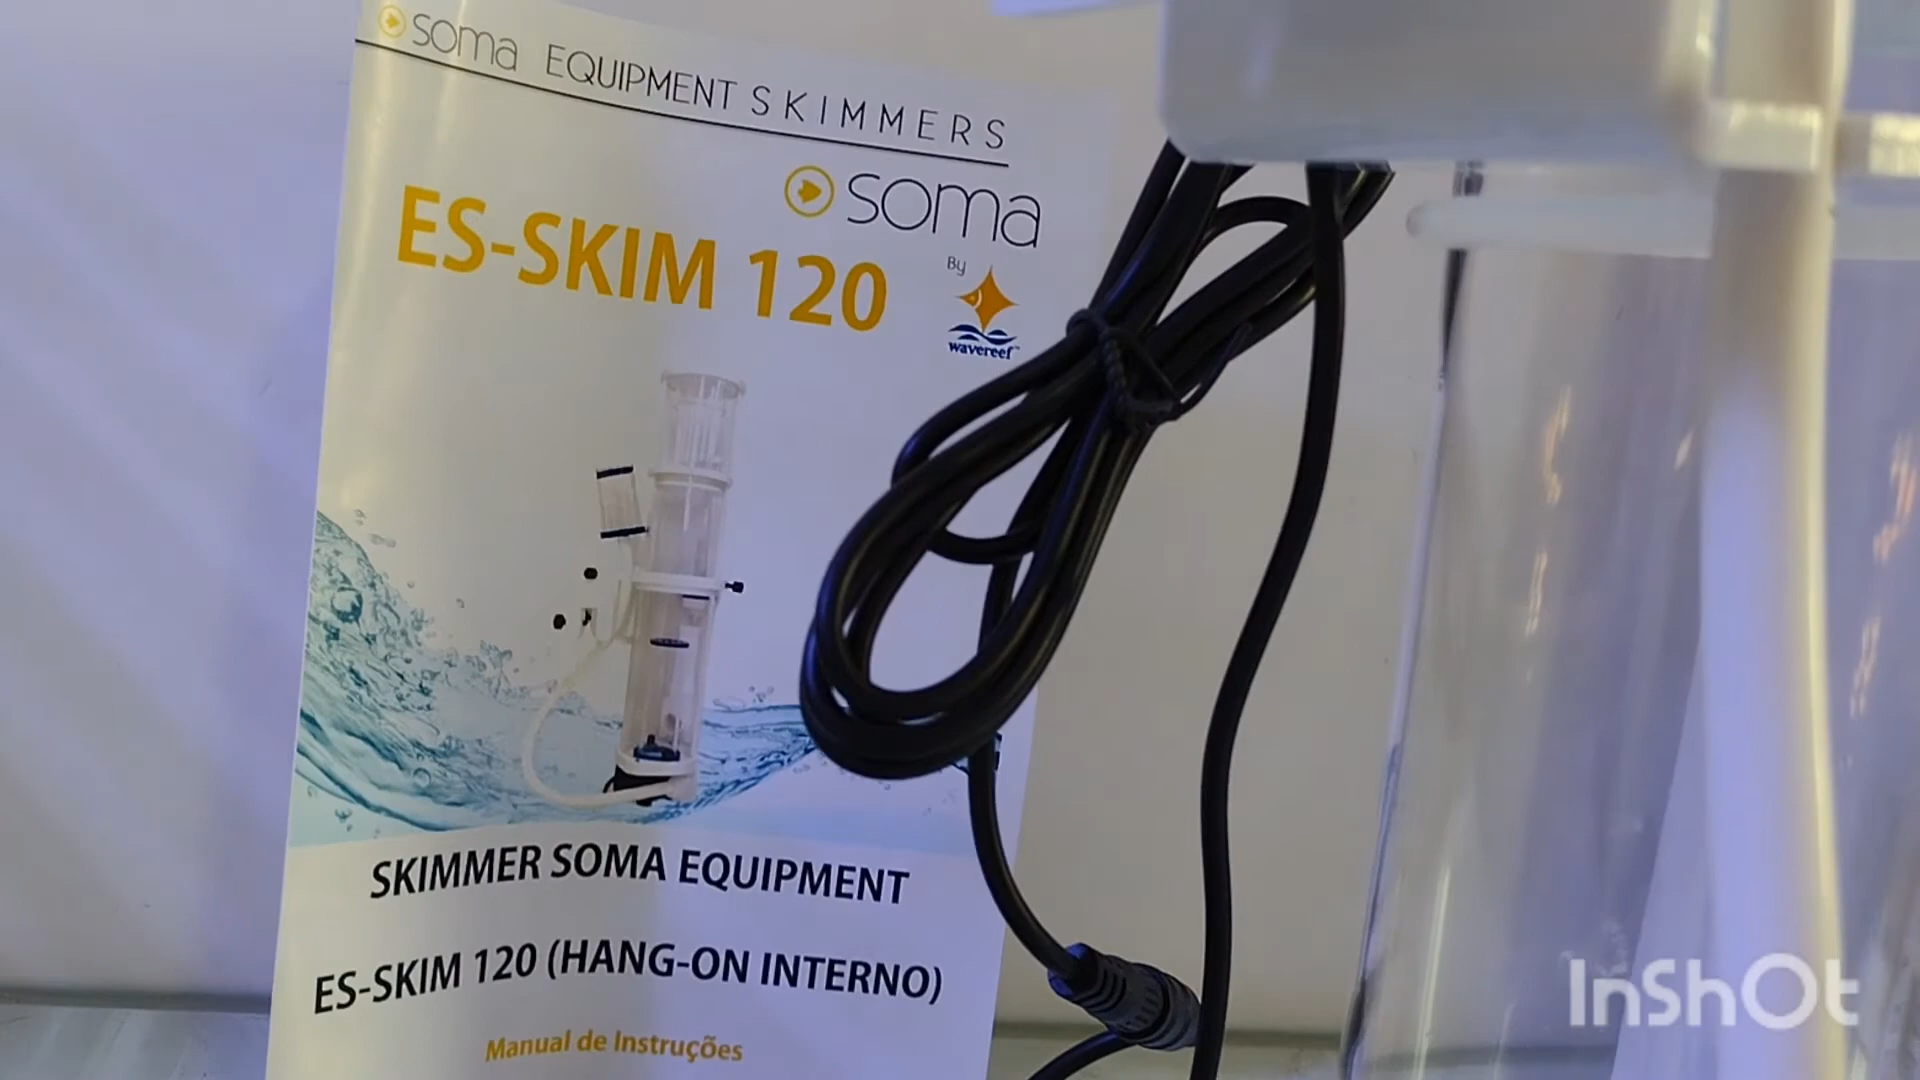 soma EQUIPMENT SKIMMERS
soma
ES-SKIM 120
By
wavereef™
SKIMMER SOMA EQUIPMENT
ES-SKIM 120 (HANG-ON INTERNO)
Manual de Instruções
InShOt